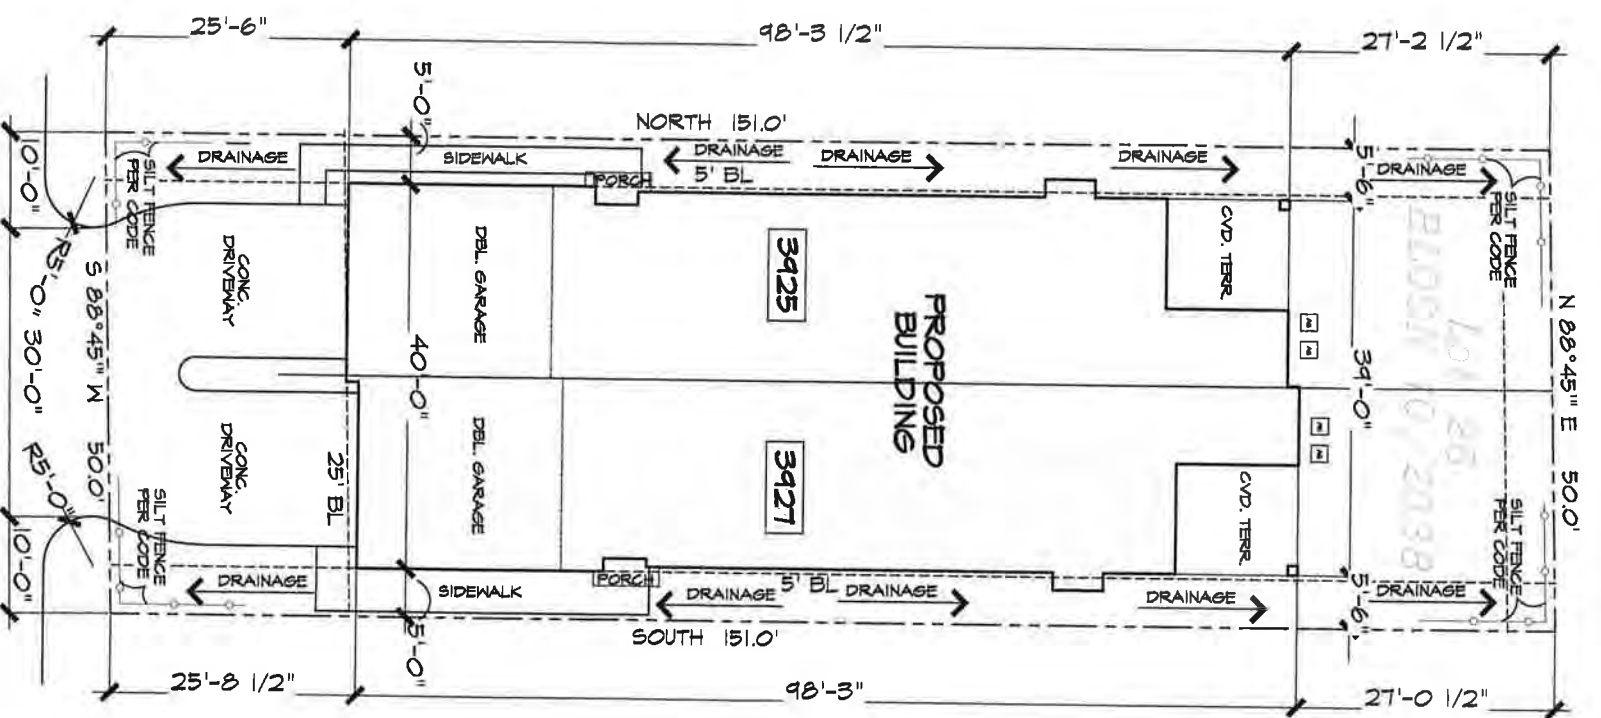 25'-6"
98'-3 1/2"
27'-2 1/2"
5'-0"
NORTH 151.0'
10'-0"
SILT FENCE
PER CODE
DRAINAGE
SIDEWALK
DRAINAGE
DRAINAGE
5' BL
PORCH
DRAINAGE
5'-6"
DRAINAGE
SILT FENCE
PER CODE
R5'-0"
30'-0"
S 88°45" W 50.0'
CONC.
DRIVEWAY
DBL. GARAGE
3925
PROPOSED
BUILDING
CVD. TERR.
39'-0"
N 88°45" E 50.0'
BLOCK 10/2038
40'-0"
R5'-0"
CONC.
DRIVEWAY
25' BL
DBL. GARAGE
3927
CVD. TERR.
10'-0"
SILT FENCE
PER CODE
DRAINAGE
SIDEWALK
PORCH
DRAINAGE
5' BL
DRAINAGE
DRAINAGE
5'-6"
DRAINAGE
SILT FENCE
PER CODE
5'-0"
SOUTH 151.0'
25'-8 1/2"
98'-3"
27'-0 1/2"